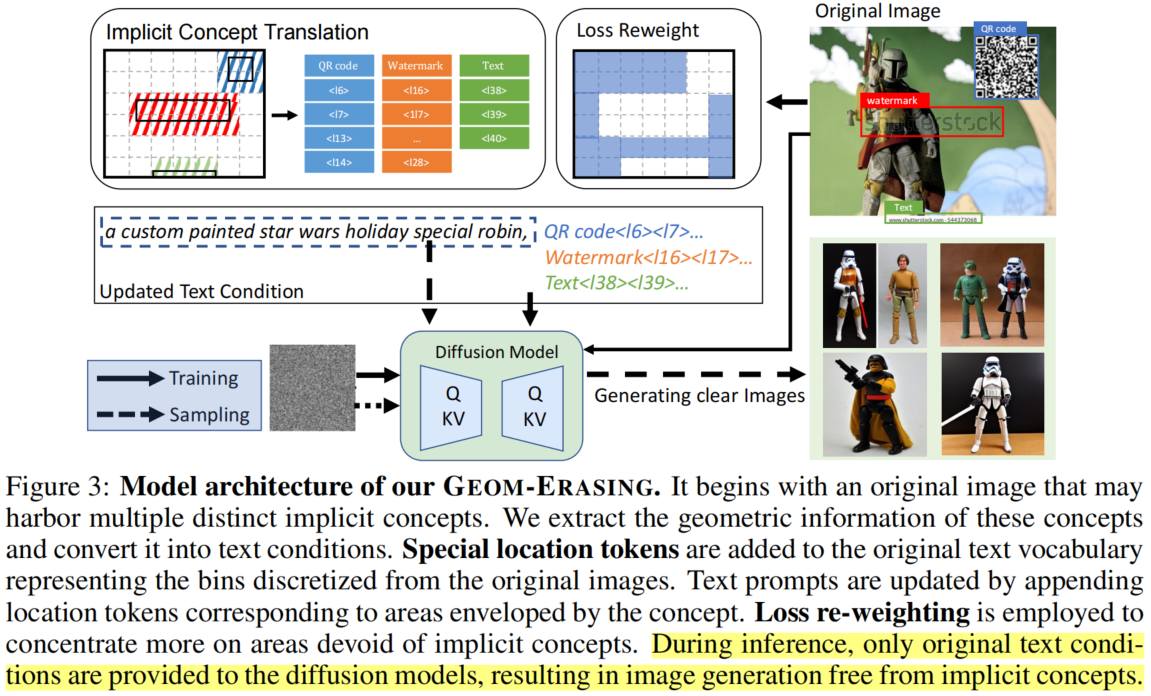 Implicit Concept Translation
QR code
Watermark
Text
<l6>
<l16>
<l38>
<l7>
<1l7>
<l39>
<l13>
...
<l40>
<l14>
<l28>
Loss Reweight
Original Image
QR code
watermark
shutterstock
Text
www.shutterstock.com · 544373068
a custom painted star wars holiday special robin,
QR code<l6><l7>...
Watermark<l16><l17>...
Text<l38><l39>...
Updated Text Condition
Training
Sampling
Diffusion Model
Q
KV
Q
KV
Generating clear Images
Figure 3: Model architecture of our GEOM-ERASING. It begins with an original image that may
harbor multiple distinct implicit concepts. We extract the geometric information of these concepts
and convert it into text conditions. Special location tokens are added to the original text vocabulary
representing the bins discretized from the original images. Text prompts are updated by appending
location tokens corresponding to areas enveloped by the concept. Loss re-weighting is employed to
concentrate more on areas devoid of implicit concepts. During inference, only original text condi-
tions are provided to the diffusion models, resulting in image generation free from implicit concepts.